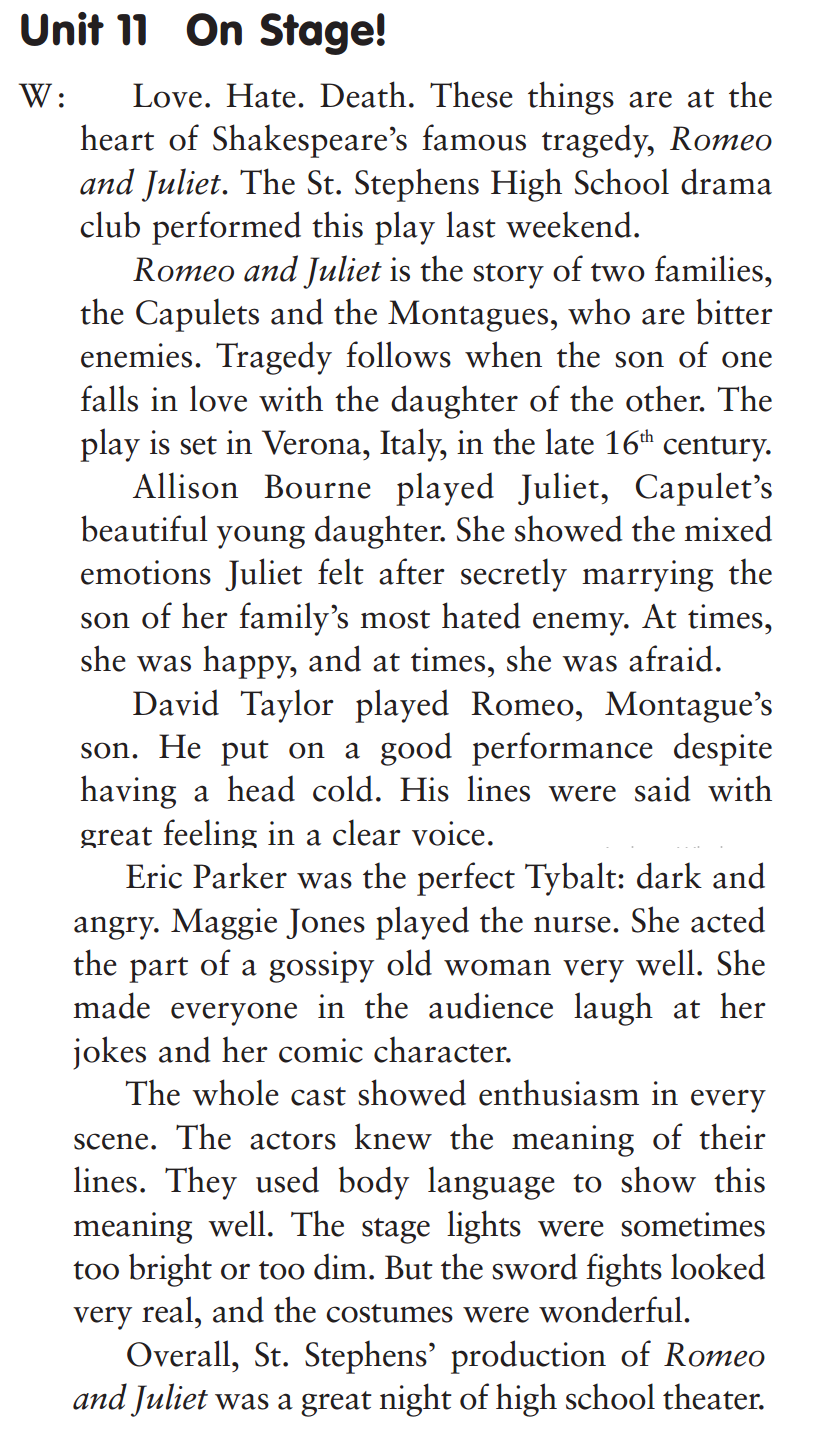 Unit 11 On Stage!
W: Love. Hate. Death. These things are at the
heart of Shakespeare’s famous tragedy, Romeo
and Juliet. The St. Stephens High School drama
club performed this play last weekend.
Romeo and Juliet is the story of two families,
the Capulets and the Montagues, who are bitter
enemies. Tragedy follows when the son of one
falls in love with the daughter of the other. The
play is set in Verona, Italy, in the late 16th century.
Allison Bourne played Juliet, Capulet’s
beautiful young daughter. She showed the mixed
emotions Juliet felt after secretly marrying the
son of her family’s most hated enemy. At times,
she was happy, and at times, she was afraid.
David Taylor played Romeo, Montague’s
son. He put on a good performance despite
having a head cold. His lines were said with
great feeling in a clear voice.
Eric Parker was the perfect Tybalt: dark and
angry. Maggie Jones played the nurse. She acted
the part of a gossipy old woman very well. She
made everyone in the audience laugh at her
jokes and her comic character.
The whole cast showed enthusiasm in every
scene. The actors knew the meaning of their
lines. They used body language to show this
meaning well. The stage lights were sometimes
too bright or too dim. But the sword fights looked
very real, and the costumes were wonderful.
Overall, St. Stephens’ production of Romeo
and Juliet was a great night of high school theater.